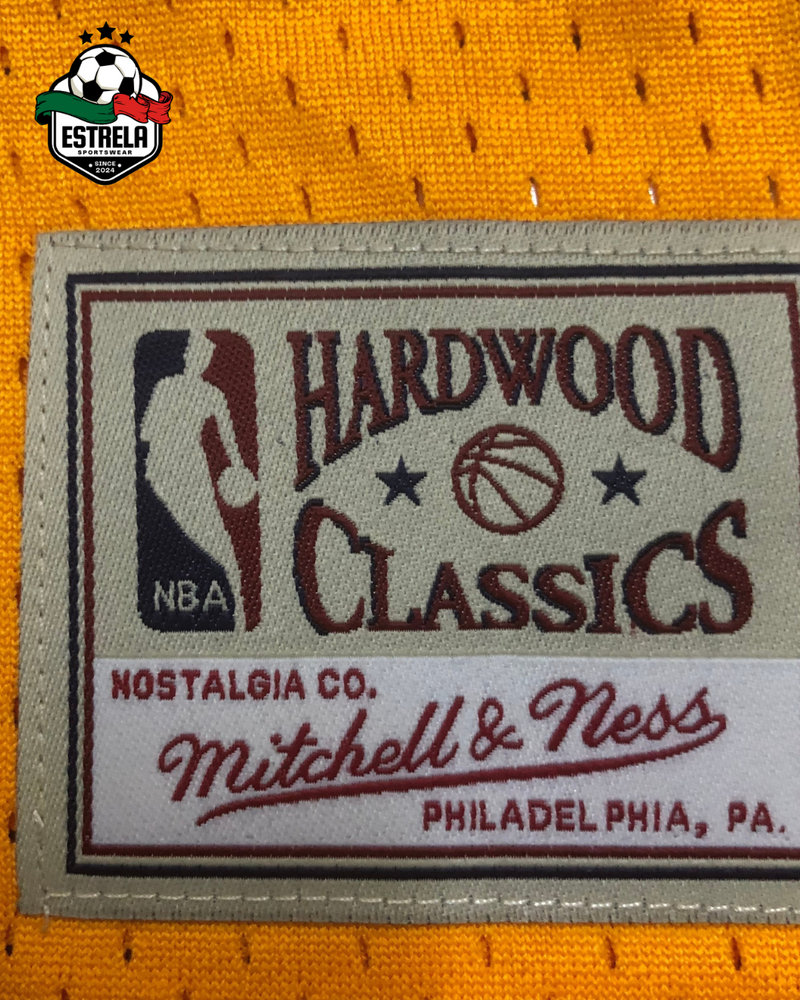 ESTRELA
SPORTSWEAR
SINCE
2024
HARDWOOD
CLASSICS
NBA
NOSTALGIA CO.
Mitchell & Ness
PHILADELPHIA, PA.